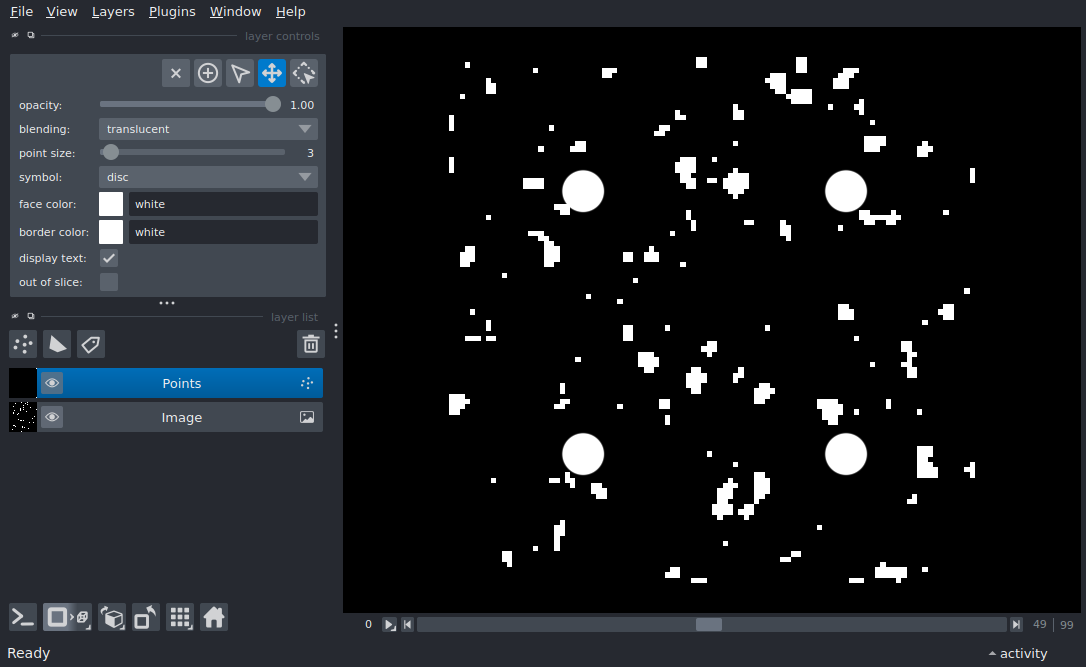 File View Layers Plugins Window Help
layer controls
opacity: 1.00
blending: translucent
point size: 3
symbol: disc
face color: white
border color: white
display text:
out of slice:
layer list
Points
Image
0 49 99
Ready activity